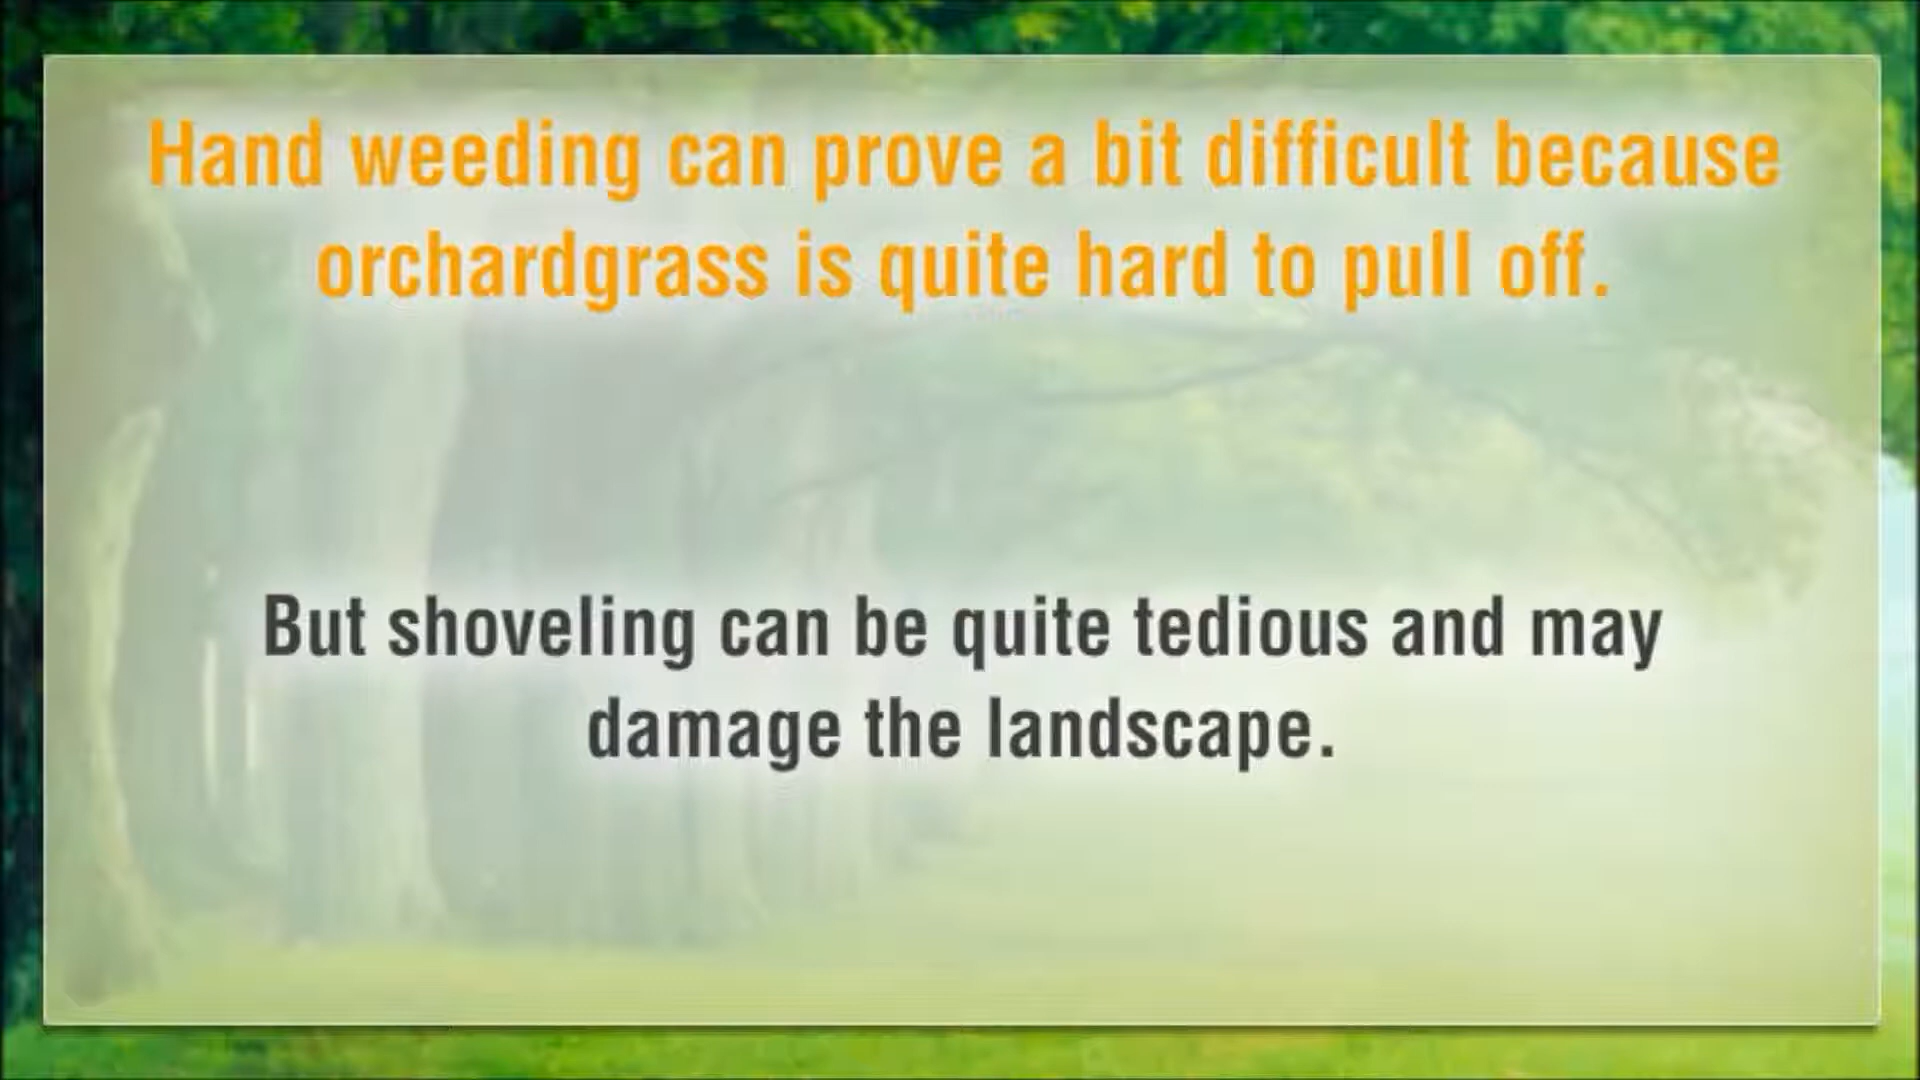 Hand weeding can prove a bit difficult because
orchardgrass is quite hard to pull off.
But shoveling can be quite tedious and may
damage the landscape.